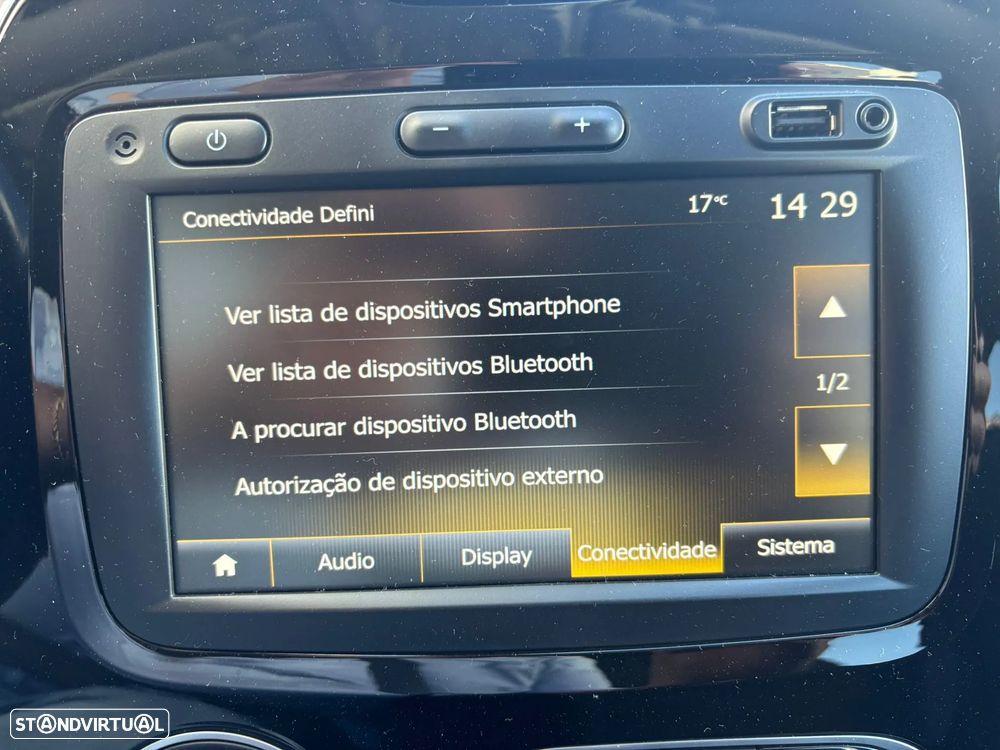 Conectividade Defini
17°C
14 29
Ver lista de dispositivos Smartphone
Ver lista de dispositivos Bluetooth
1/2
A procurar dispositivo Bluetooth
Autorização de dispositivo externo
Audio
Display
Conectividade
Sistema
STANDVIRTUAL